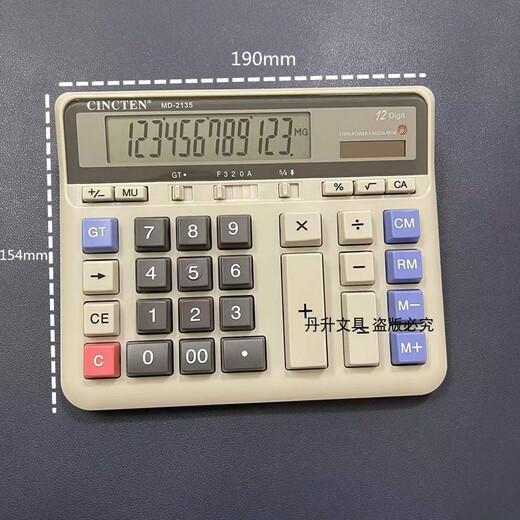 190mm
154mm
CINCTEN®
MD-2135
12 Digit
TWIN POWER CALCULATOR
123456789123.
MG
GT •
F 3 2 0 A
5/4
+/− MU % √ CA
GT 7 8 9 × ÷ CM
→ 4 5 6 − RM
CE 1 2 3 + = M−
C 0 00 • M+
丹升文具 盗版必究